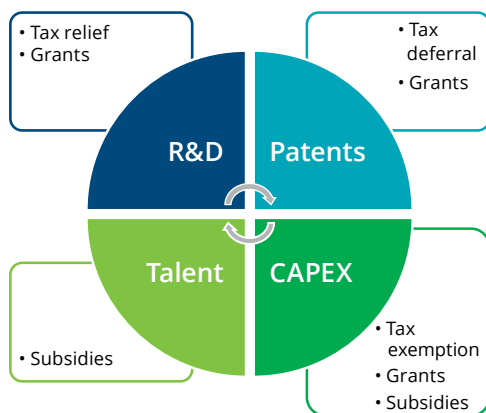 • Tax relief
• Grants
• Tax
deferral
• Grants
R&D
Patents
Talent
CAPEX
• Subsidies
• Tax
exemption
• Grants
• Subsidies